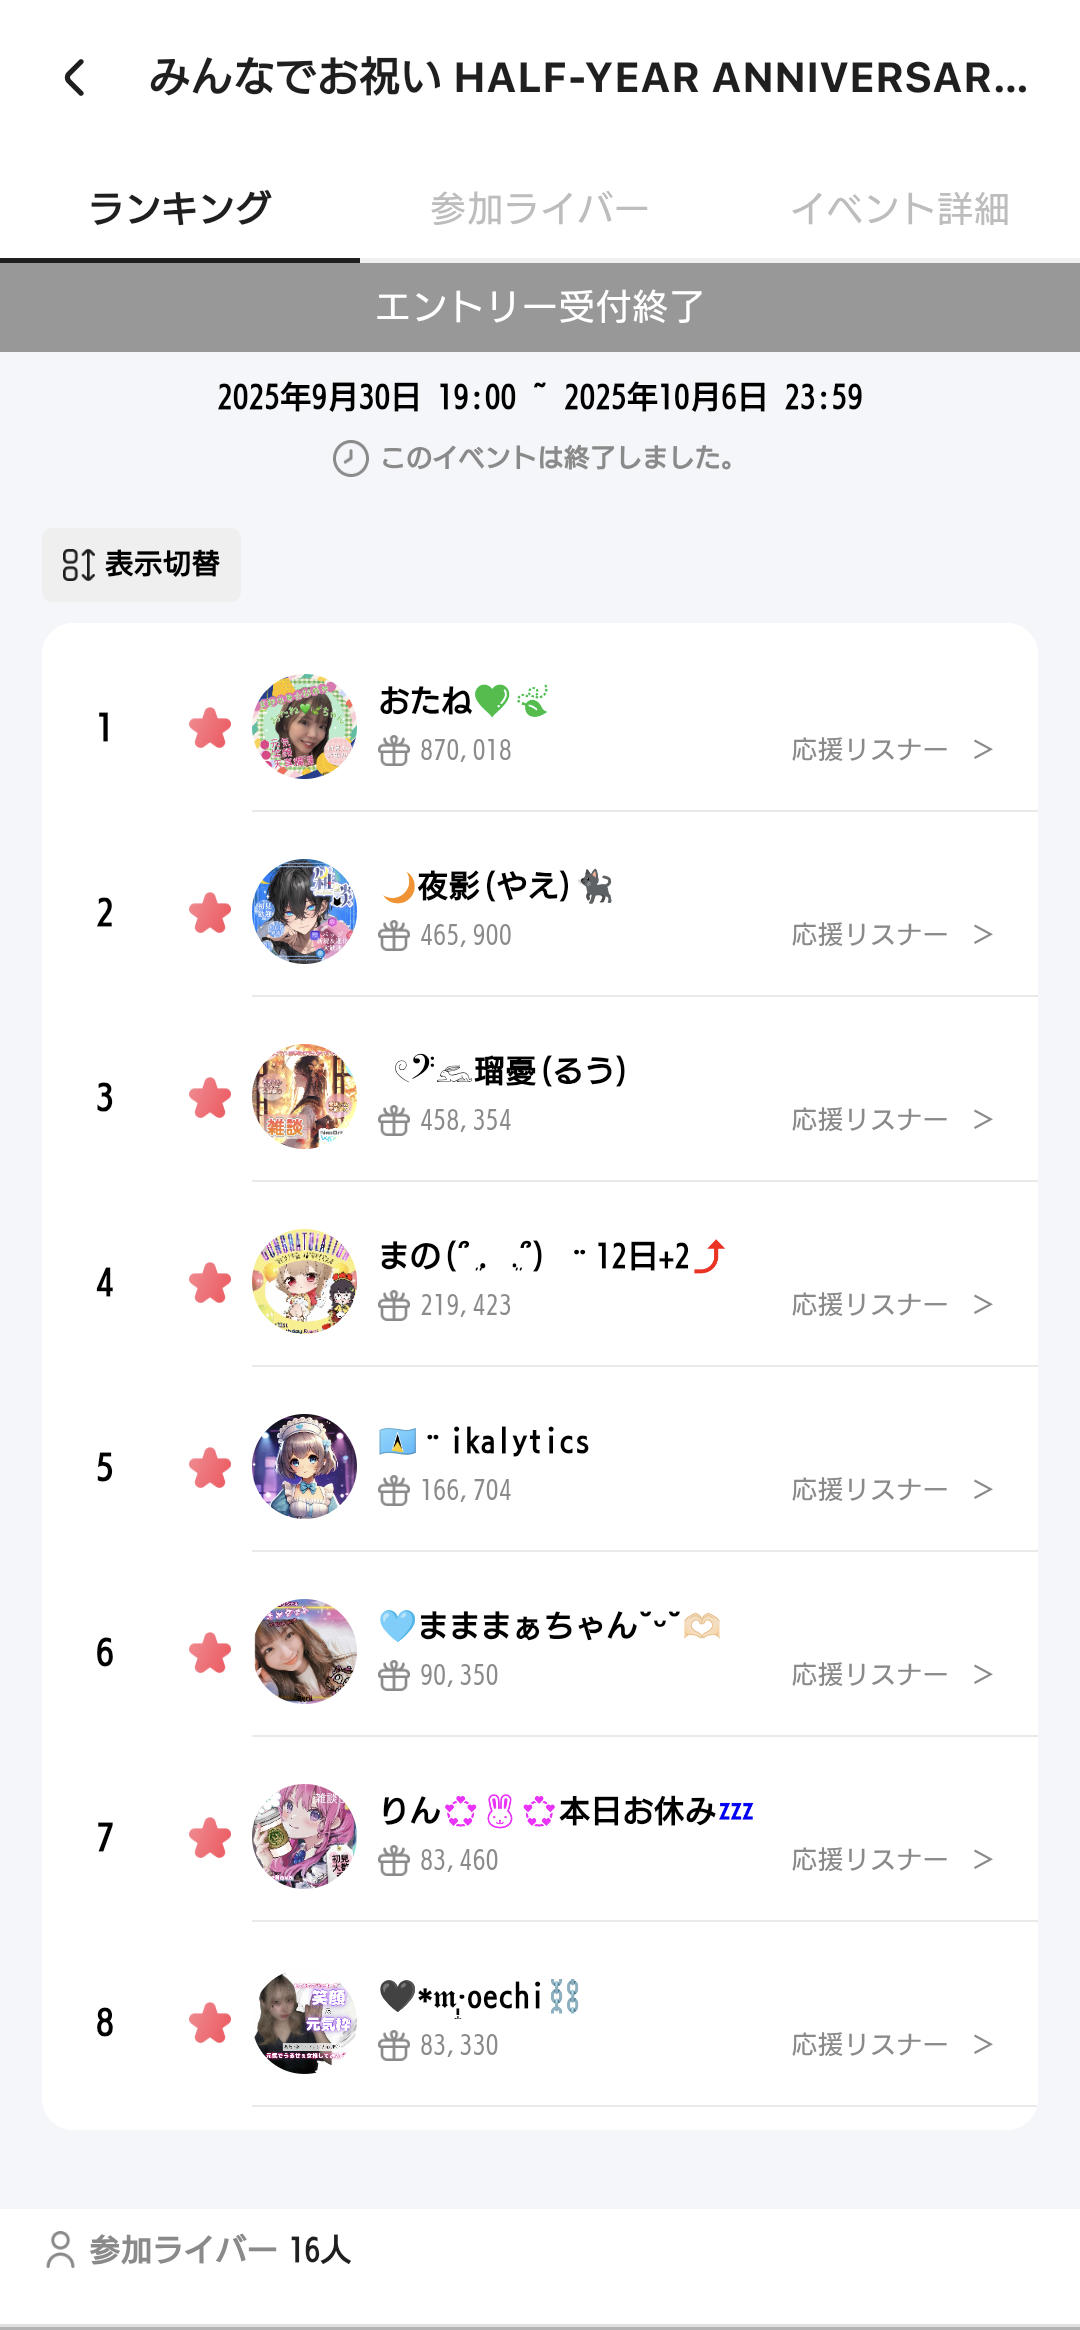 みんなでお祝い HALF-YEAR ANNIVERSAR...
ランキング 参加ライバー イベント詳細
エントリー受付終了
2025年9月30日 19:00 ~ 2025年10月6日 23:59
このイベントは終了しました。
表示切替
1 おたね💚🍃
870,018 応援リスナー >
2 🌙夜影(やえ)🐈‍⬛
465,900 応援リスナー >
3 𓏲𝄢𓃹瑠憂(るう)
458,354 応援リスナー >
4 まの(՞ . .՞) ¨12日+2⤴
219,423 応援リスナー >
5 🇱🇨¨ikalytics
166,704 応援リスナー >
6 🩵まままぁちゃん˘ᵕ˘🫶🏻
90,350 応援リスナー >
7 りん💞🐰💞本日お休み💤
83,460 応援リスナー >
8 🖤*𝔪·oechi⛓️
83,330 応援リスナー >
雑談
笑顔
元気枠
参加ライバー 16人